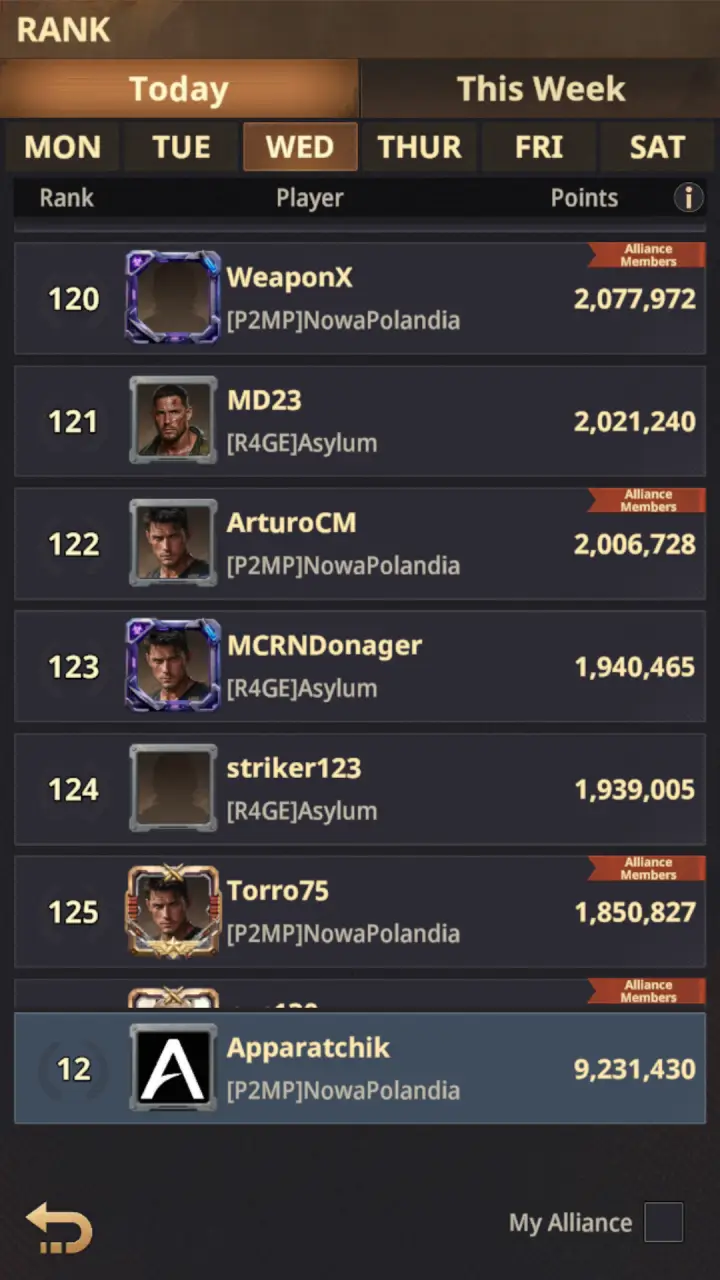 RANK
Today
This Week
MON
TUE
WED
THUR
FRI
SAT
Rank
Player
Points
i
Alliance
Members
120
WeaponX
[P2MP]NowaPolandia
2,077,972
121
MD23
[R4GE]Asylum
2,021,240
Alliance
Members
122
ArturoCM
[P2MP]NowaPolandia
2,006,728
123
MCRNDonager
[R4GE]Asylum
1,940,465
124
striker123
[R4GE]Asylum
1,939,005
Alliance
Members
125
Torro75
[P2MP]NowaPolandia
1,850,827
Alliance
Members
12
Apparatchik
[P2MP]NowaPolandia
9,231,430
My Alliance